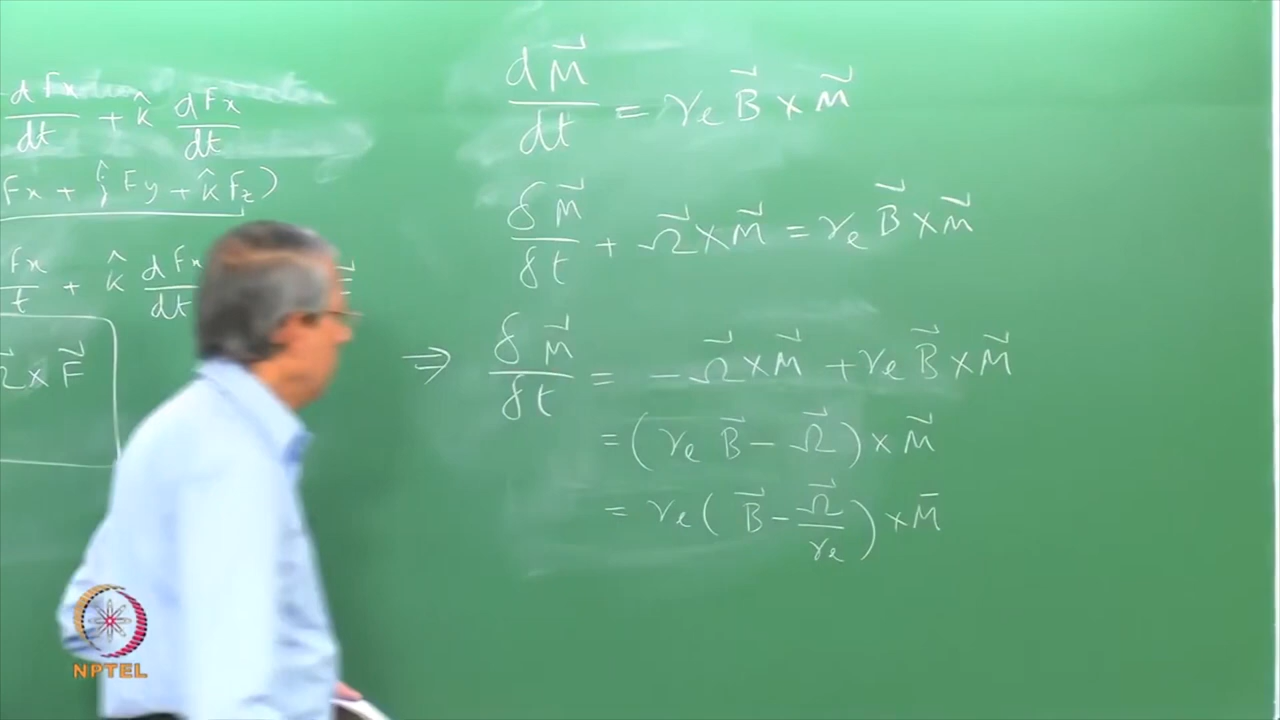 dFx/dt + k̂ dFx/dt
Fx + ĵ Fy + k̂ Fz)
Fx/t + k̂ dFx/dt
Ω⃗ x F⃗
dM⃗/dt = γe B⃗ x M⃗
δM⃗/δt + Ω⃗ x M⃗ = γe B⃗ x M⃗
⇒ δM⃗/δt = -Ω⃗ x M⃗ + γe B⃗ x M⃗
= (γe B⃗ - Ω⃗) x M⃗
= γe (B⃗ - Ω⃗/γe) x M̄
NPTEL